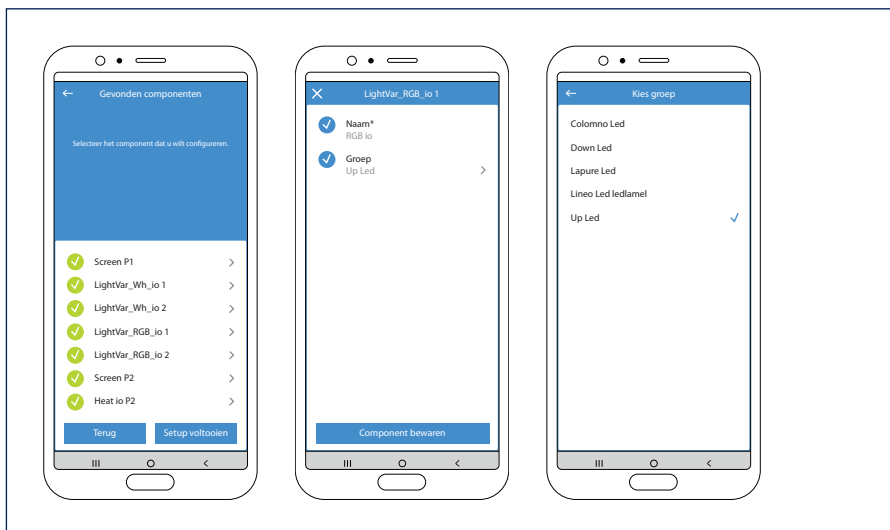 Gevonden componenten
Selecteer het component dat u wilt configureren.
Screen P1
LightVar_Wh_io 1
LightVar_Wh_io 2
LightVar_RGB_io 1
LightVar_RGB_io 2
Screen P2
Heat io P2
Terug
Setup voltooien
LightVar_RGB_io 1
Naam*
RGB io
Groep
Up Led
Component bewaren
Kies groep
Colomno Led
Down Led
Lapure Led
Lineo Led ledlamel
Up Led